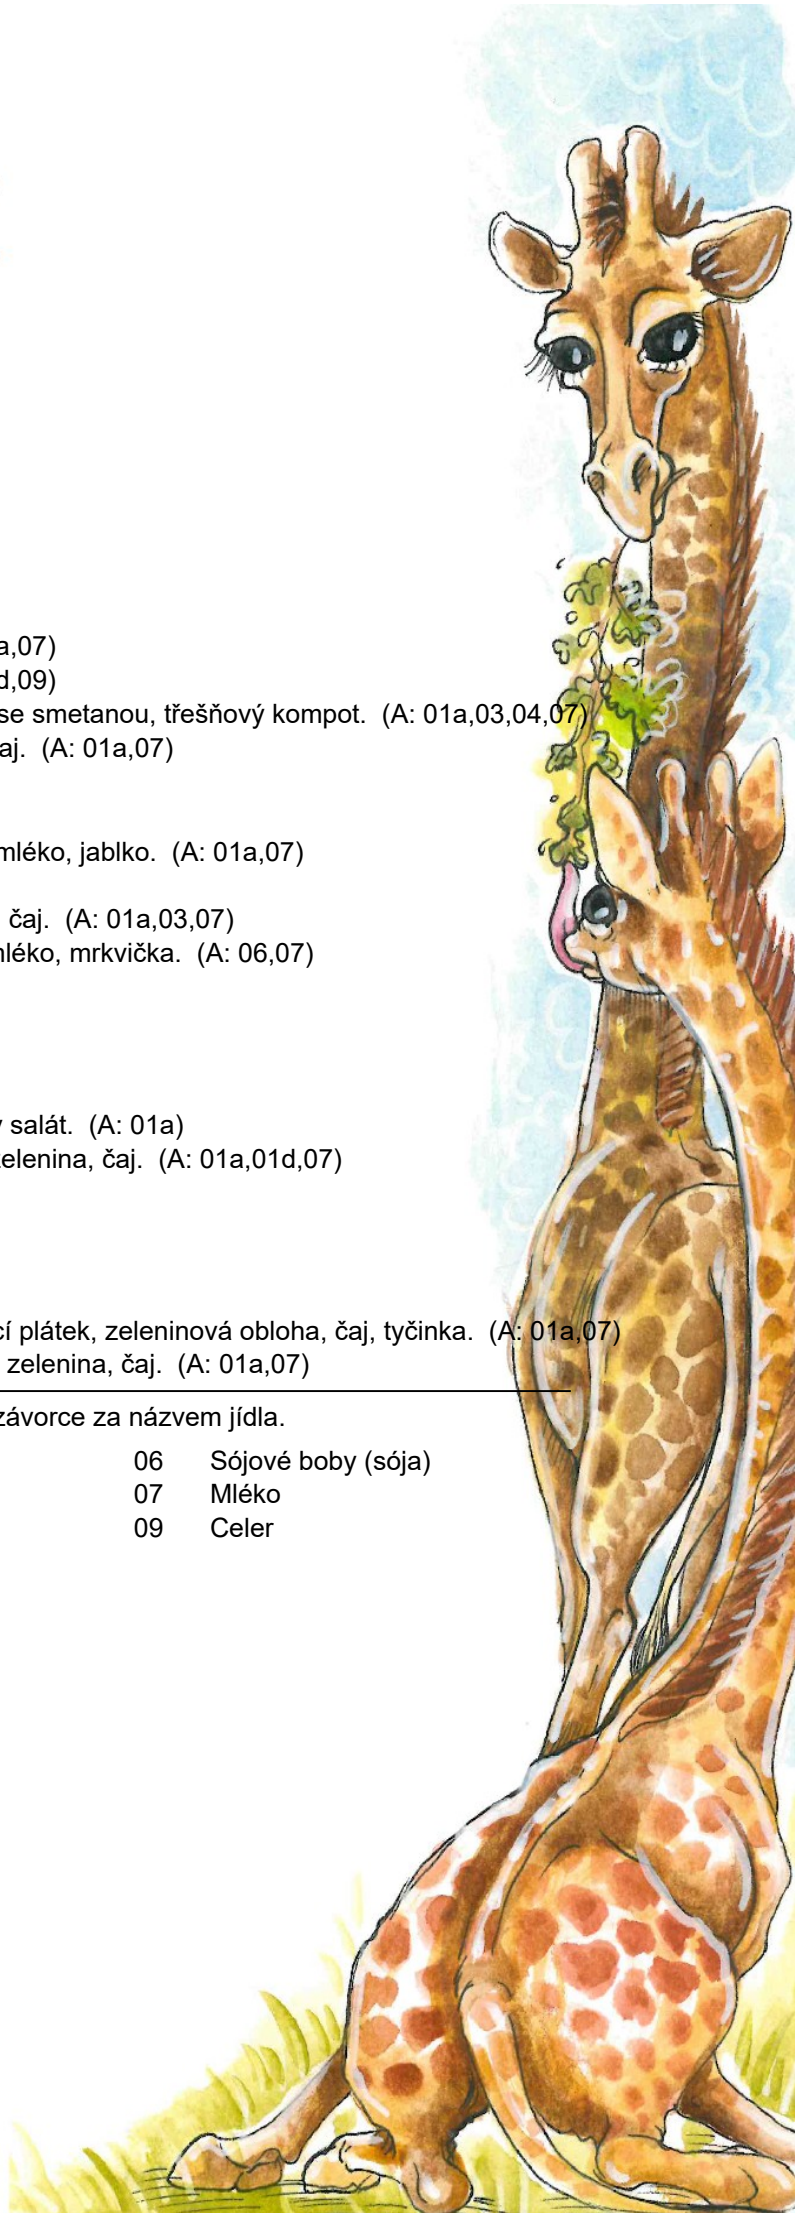 a,07)
d,09)
se smetanou, třešňový kompot. (A: 01a,03,04,07)
aj. (A: 01a,07)
mléko, jablko. (A: 01a,07)
čaj. (A: 01a,03,07)
mléko, mrkvička. (A: 06,07)
salát. (A: 01a)
zelenina, čaj. (A: 01a,01d,07)
cí plátek, zeleninová obloha, čaj, tyčinka. (A: 01a,07)
zelenina, čaj. (A: 01a,07)
závorce za názvem jídla.
06 Sójové boby (sója)
07 Mléko
09 Celer